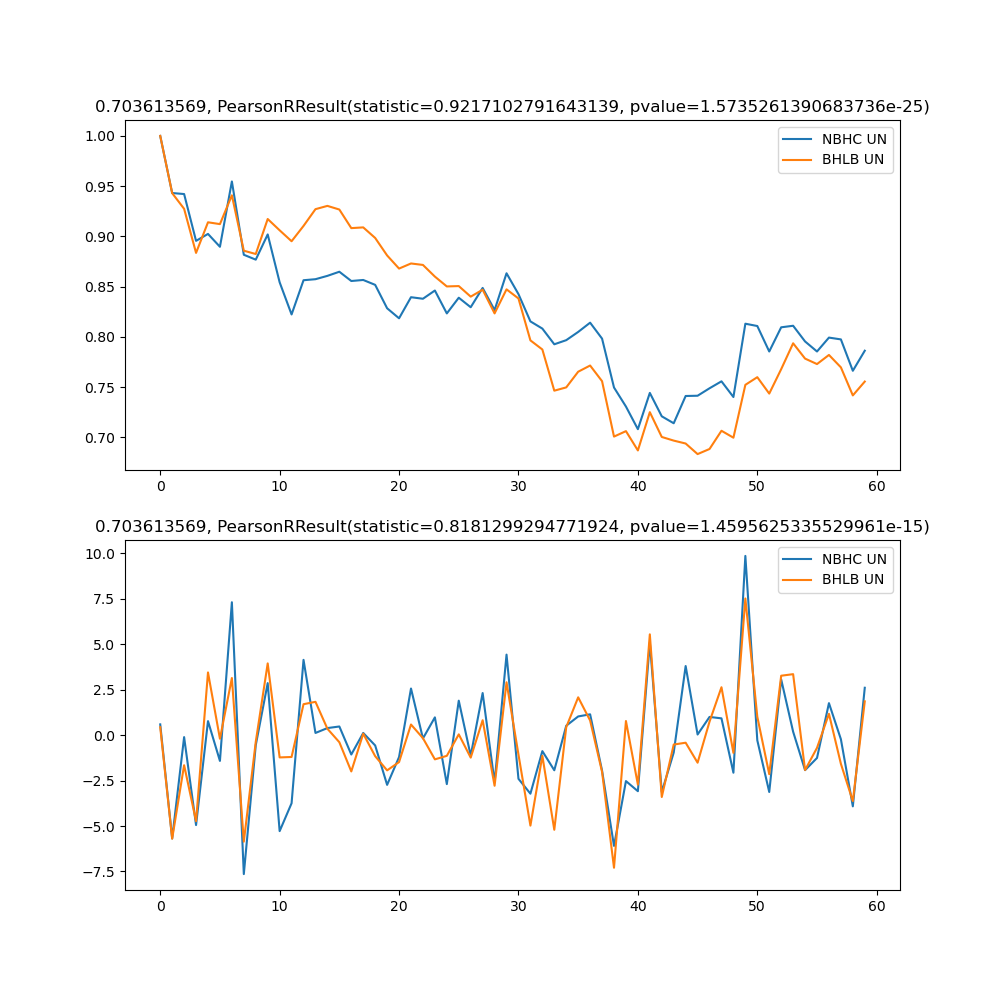 0.703613569, PearsonRResult(statistic=0.9217102791643139, pvalue=1.5735261390683736e-25)
NBHC UN
BHLB UN
1.00
0.95
0.90
0.85
0.80
0.75
0.70
0 10 20 30 40 50 60
0.703613569, PearsonRResult(statistic=0.8181299294771924, pvalue=1.4595625335529961e-15)
NBHC UN
BHLB UN
10.0
7.5
5.0
2.5
0.0
−2.5
−5.0
−7.5
0 10 20 30 40 50 60